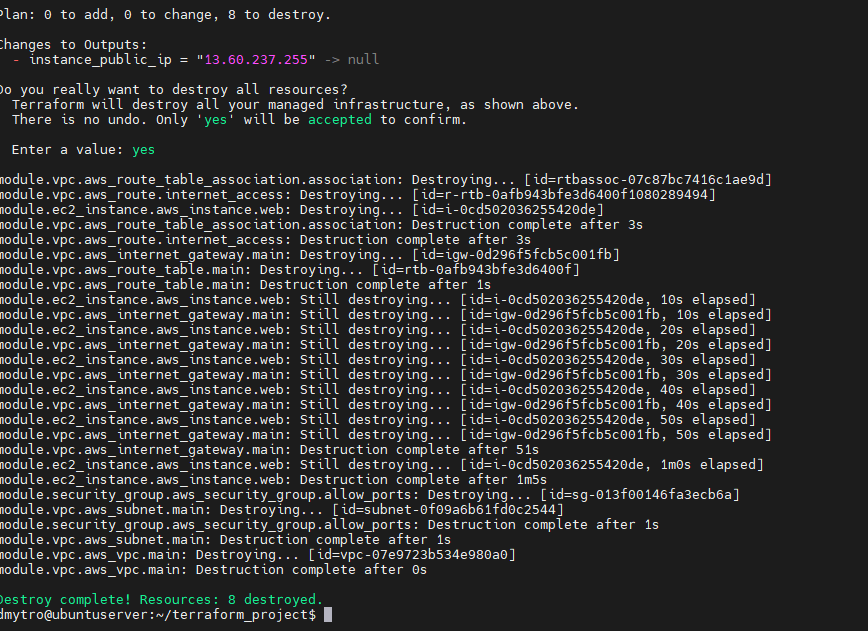 Plan: 0 to add, 0 to change, 8 to destroy.
Changes to Outputs:
- instance_public_ip = "13.60.237.255" -> null
Do you really want to destroy all resources?
Terraform will destroy all your managed infrastructure, as shown above.
There is no undo. Only 'yes' will be accepted to confirm.
Enter a value: yes
module.vpc.aws_route_table_association.association: Destroying... [id=rtbassoc-07c87bc7416c1ae9d]
module.vpc.aws_route.internet_access: Destroying... [id=r-rtb-0afb943bfe3d6400f1080289494]
module.ec2_instance.aws_instance.web: Destroying... [id=i-0cd502036255420de]
module.vpc.aws_route_table_association.association: Destruction complete after 3s
module.vpc.aws_route.internet_access: Destruction complete after 3s
module.vpc.aws_internet_gateway.main: Destroying... [id=igw-0d296f5fcb5c001fb]
module.vpc.aws_route_table.main: Destroying... [id=rtb-0afb943bfe3d6400f]
module.vpc.aws_route_table.main: Destruction complete after 1s
module.ec2_instance.aws_instance.web: Still destroying... [id=i-0cd502036255420de, 10s elapsed]
module.vpc.aws_internet_gateway.main: Still destroying... [id=igw-0d296f5fcb5c001fb, 10s elapsed]
module.ec2_instance.aws_instance.web: Still destroying... [id=i-0cd502036255420de, 20s elapsed]
module.vpc.aws_internet_gateway.main: Still destroying... [id=igw-0d296f5fcb5c001fb, 20s elapsed]
module.ec2_instance.aws_instance.web: Still destroying... [id=i-0cd502036255420de, 30s elapsed]
module.vpc.aws_internet_gateway.main: Still destroying... [id=igw-0d296f5fcb5c001fb, 30s elapsed]
module.ec2_instance.aws_instance.web: Still destroying... [id=i-0cd502036255420de, 40s elapsed]
module.vpc.aws_internet_gateway.main: Still destroying... [id=igw-0d296f5fcb5c001fb, 40s elapsed]
module.ec2_instance.aws_instance.web: Still destroying... [id=i-0cd502036255420de, 50s elapsed]
module.vpc.aws_internet_gateway.main: Still destroying... [id=igw-0d296f5fcb5c001fb, 50s elapsed]
module.vpc.aws_internet_gateway.main: Destruction complete after 51s
module.ec2_instance.aws_instance.web: Still destroying... [id=i-0cd502036255420de, 1m0s elapsed]
module.ec2_instance.aws_instance.web: Destruction complete after 1m5s
module.security_group.aws_security_group.allow_ports: Destroying... [id=sg-013f00146fa3ecb6a]
module.vpc.aws_subnet.main: Destroying... [id=subnet-0f09a6b61fd0c2544]
module.security_group.aws_security_group.allow_ports: Destruction complete after 1s
module.vpc.aws_subnet.main: Destruction complete after 1s
module.vpc.aws_vpc.main: Destroying... [id=vpc-07e9723b534e980a0]
module.vpc.aws_vpc.main: Destruction complete after 0s
Destroy complete! Resources: 8 destroyed.
dmytro@ubuntuserver:~/terraform_project$